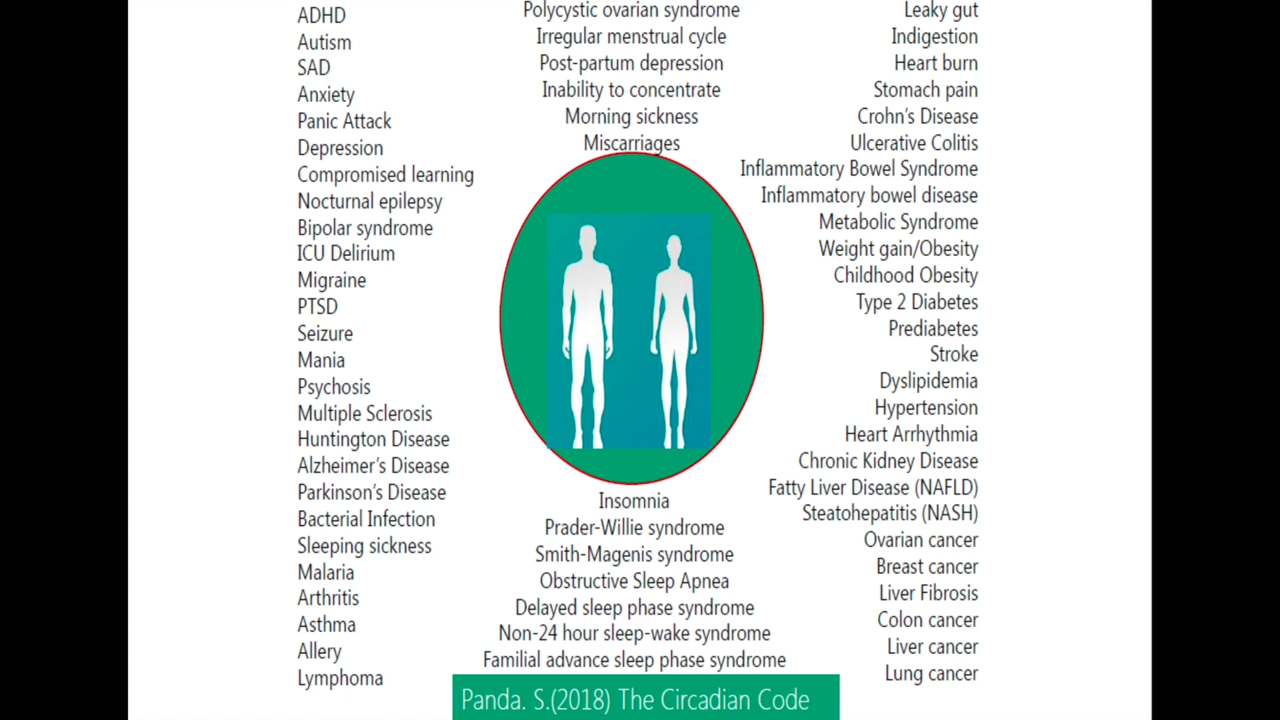 ADHD
Autism
SAD
Anxiety
Panic Attack
Depression
Compromised learning
Nocturnal epilepsy
Bipolar syndrome
ICU Delirium
Migraine
PTSD
Seizure
Mania
Psychosis
Multiple Sclerosis
Huntington Disease
Alzheimer's Disease
Parkinson's Disease
Bacterial Infection
Sleeping sickness
Malaria
Arthritis
Asthma
Allery
Lymphoma
Polycystic ovarian syndrome
Irregular menstrual cycle
Post-partum depression
Inability to concentrate
Morning sickness
Miscarriages
Insomnia
Prader-Willie syndrome
Smith-Magenis syndrome
Obstructive Sleep Apnea
Delayed sleep phase syndrome
Non-24 hour sleep-wake syndrome
Familial advance sleep phase syndrome
Leaky gut
Indigestion
Heart burn
Stomach pain
Crohn's Disease
Ulcerative Colitis
Inflammatory Bowel Syndrome
Inflammatory bowel disease
Metabolic Syndrome
Weight gain/Obesity
Childhood Obesity
Type 2 Diabetes
Prediabetes
Stroke
Dyslipidemia
Hypertension
Heart Arrhythmia
Chronic Kidney Disease
Fatty Liver Disease (NAFLD)
Steatohepatitis (NASH)
Ovarian cancer
Breast cancer
Liver Fibrosis
Colon cancer
Liver cancer
Lung cancer
Panda. S.(2018) The Circadian Code